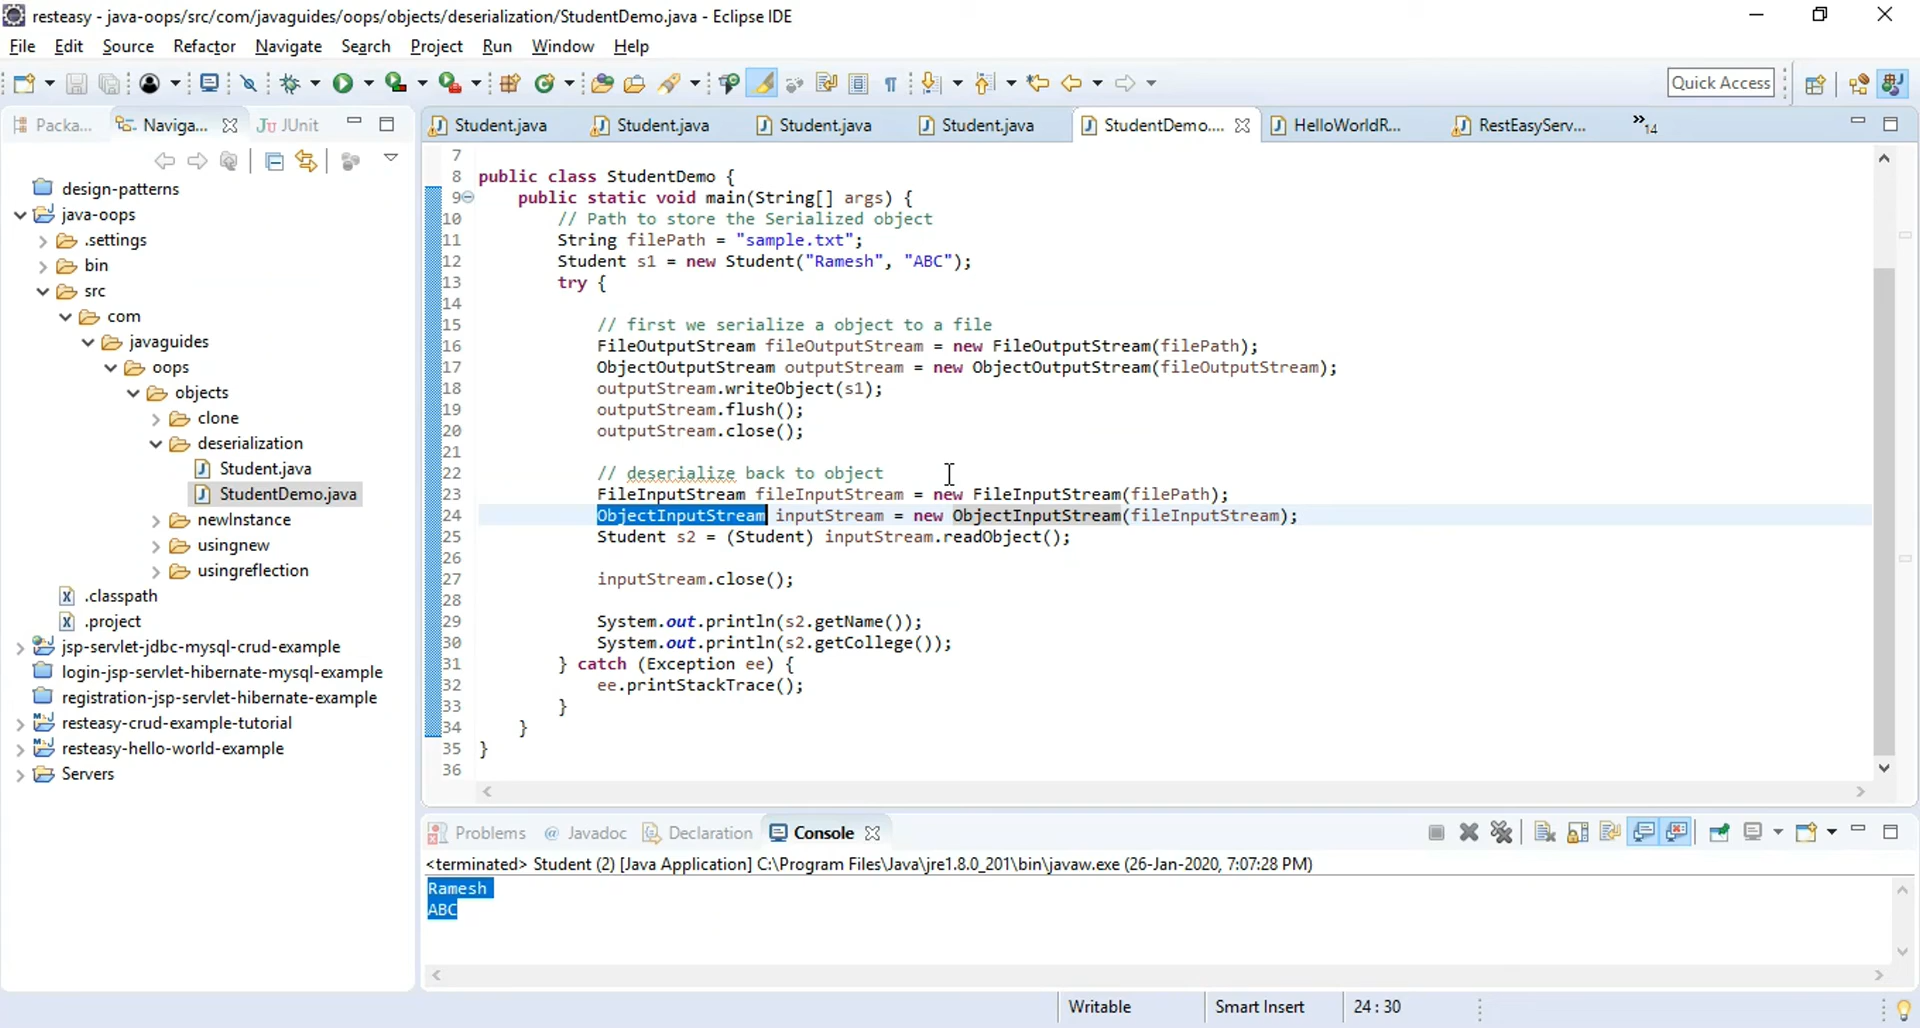 resteasy - java-oops/src/com/javaguides/oops/objects/deserialization/StudentDemo.java - Eclipse IDE
File Edit Source Refactor Navigate Search Project Run Window Help
Quick Access
Packa... Naviga... JUnit
Student.java Student.java Student.java Student.java StudentDemo.... HelloWorldR... RestEasyServ... »14
design-patterns
java-oops
.settings
bin
src
com
javaguides
oops
objects
clone
deserialization
Student.java
StudentDemo.java
newInstance
usingnew
usingreflection
.classpath
.project
jsp-servlet-jdbc-mysql-crud-example
login-jsp-servlet-hibernate-mysql-example
registration-jsp-servlet-hibernate-example
resteasy-crud-example-tutorial
resteasy-hello-world-example
Servers
7
8 public class StudentDemo {
9 public static void main(String[] args) {
10 // Path to store the Serialized object
11 String filePath = "sample.txt";
12 Student s1 = new Student("Ramesh", "ABC");
13 try {
14
15 // first we serialize a object to a file
16 FileOutputStream fileOutputStream = new FileOutputStream(filePath);
17 ObjectOutputStream outputStream = new ObjectOutputStream(fileOutputStream);
18 outputStream.writeObject(s1);
19 outputStream.flush();
20 outputStream.close();
21
22 // deserialize back to object
23 FileInputStream fileInputStream = new FileInputStream(filePath);
24 ObjectInputStream inputStream = new ObjectInputStream(fileInputStream);
25 Student s2 = (Student) inputStream.readObject();
26
27 inputStream.close();
28
29 System.out.println(s2.getName());
30 System.out.println(s2.getCollege());
31 } catch (Exception ee) {
32 ee.printStackTrace();
33 }
34 }
35 }
36
Problems @ Javadoc Declaration Console
<terminated> Student (2) [Java Application] C:\Program Files\Java\jre1.8.0_201\bin\javaw.exe (26-Jan-2020, 7:07:28 PM)
Ramesh
ABC
Writable Smart Insert 24 : 30